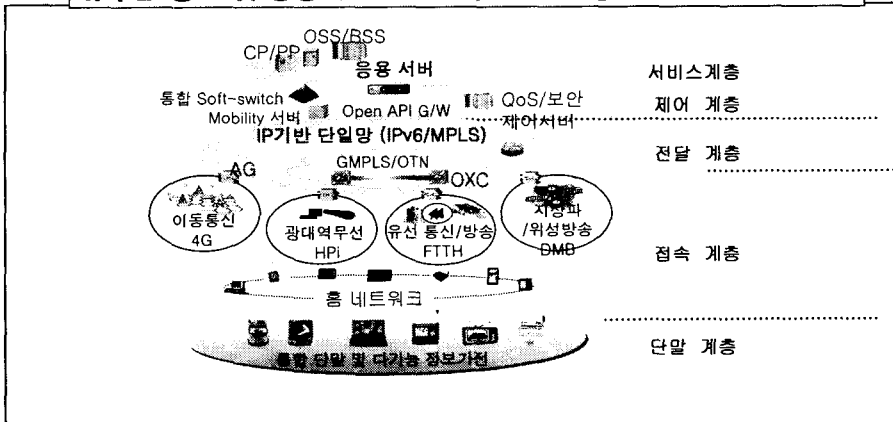 OSS/BSS
CP/PP
응용 서버
서비스계층
통합 Soft-switch
Mobility 서버
Open API G/W
QoS/보안
제어서버
제어 계층
IP기반 단일망 (IPv6/MPLS)
전달 계층
GMPLS/OTN
AG
OXC
이동통신
4G
광대역무선
HPi
유선 통신/방송
FTTH
지상파
/위성방송
DMB
접속 계층
홈 네트워크
통합 단말 및 다기능 정보가전
단말 계층